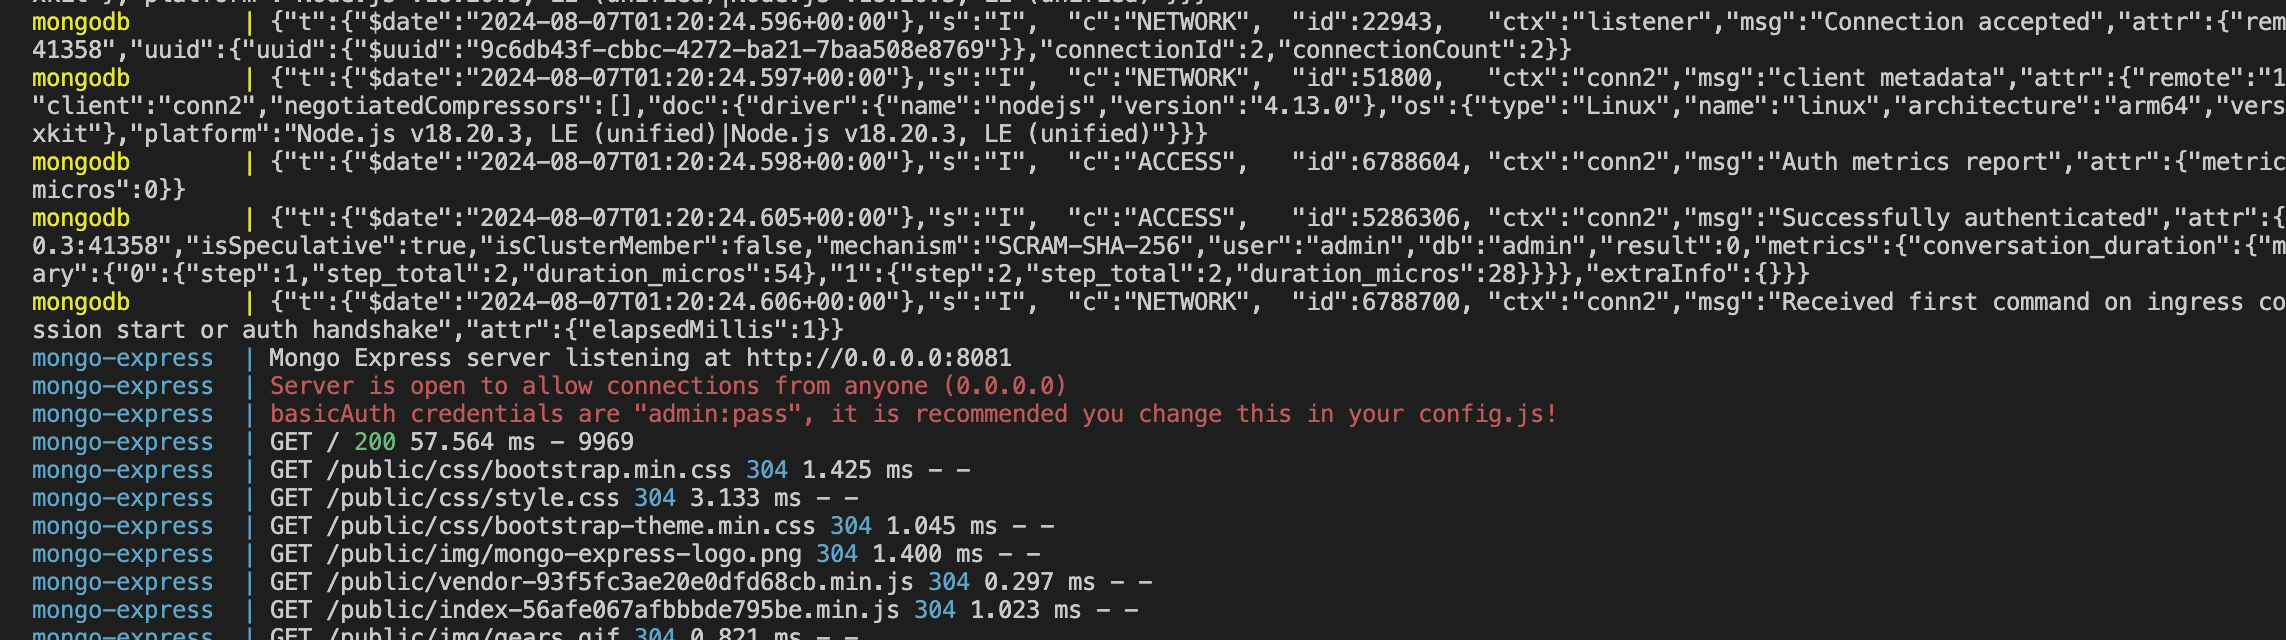 xkit"},"platform":"Node.js v18.20.3, LE (unified)|Node.js v18.20.3, LE (unified)"}}}
mongodb | {"t":{"$date":"2024-08-07T01:20:24.596+00:00"},"s":"I", "c":"NETWORK", "id":22943, "ctx":"listener","msg":"Connection accepted","attr":{"rem
41358","uuid":{"uuid":{"$uuid":"9c6db43f-cbbc-4272-ba21-7baa508e8769"}},"connectionId":2,"connectionCount":2}}
mongodb | {"t":{"$date":"2024-08-07T01:20:24.597+00:00"},"s":"I", "c":"NETWORK", "id":51800, "ctx":"conn2","msg":"client metadata","attr":{"remote":"1
"client":"conn2","negotiatedCompressors":[],"doc":{"driver":{"name":"nodejs","version":"4.13.0"},"os":{"type":"Linux","name":"linux","architecture":"arm64","vers
xkit"},"platform":"Node.js v18.20.3, LE (unified)|Node.js v18.20.3, LE (unified)"}}}
mongodb | {"t":{"$date":"2024-08-07T01:20:24.598+00:00"},"s":"I", "c":"ACCESS", "id":6788604, "ctx":"conn2","msg":"Auth metrics report","attr":{"metric
micros":0}}
mongodb | {"t":{"$date":"2024-08-07T01:20:24.605+00:00"},"s":"I", "c":"ACCESS", "id":5286306, "ctx":"conn2","msg":"Successfully authenticated","attr":{
0.3:41358","isSpeculative":true,"isClusterMember":false,"mechanism":"SCRAM-SHA-256","user":"admin","db":"admin","result":0,"metrics":{"conversation_duration":{"m
ary":{"0":{"step":1,"step_total":2,"duration_micros":54},"1":{"step":2,"step_total":2,"duration_micros":28}}}},"extraInfo":{}}}
mongodb | {"t":{"$date":"2024-08-07T01:20:24.606+00:00"},"s":"I", "c":"NETWORK", "id":6788700, "ctx":"conn2","msg":"Received first command on ingress co
ssion start or auth handshake","attr":{"elapsedMillis":1}}
mongo-express | Mongo Express server listening at http://0.0.0.0:8081
mongo-express | Server is open to allow connections from anyone (0.0.0.0)
mongo-express | basicAuth credentials are "admin:pass", it is recommended you change this in your config.js!
mongo-express | GET / 200 57.564 ms - 9969
mongo-express | GET /public/css/bootstrap.min.css 304 1.425 ms - -
mongo-express | GET /public/css/style.css 304 3.133 ms - -
mongo-express | GET /public/css/bootstrap-theme.min.css 304 1.045 ms - -
mongo-express | GET /public/img/mongo-express-logo.png 304 1.400 ms - -
mongo-express | GET /public/vendor-93f5fc3ae20e0dfd68cb.min.js 304 0.297 ms - -
mongo-express | GET /public/index-56afe067afbbbde795be.min.js 304 1.023 ms - -
mongo-express | GET /public/img/gears.gif 304 0.821 ms - -